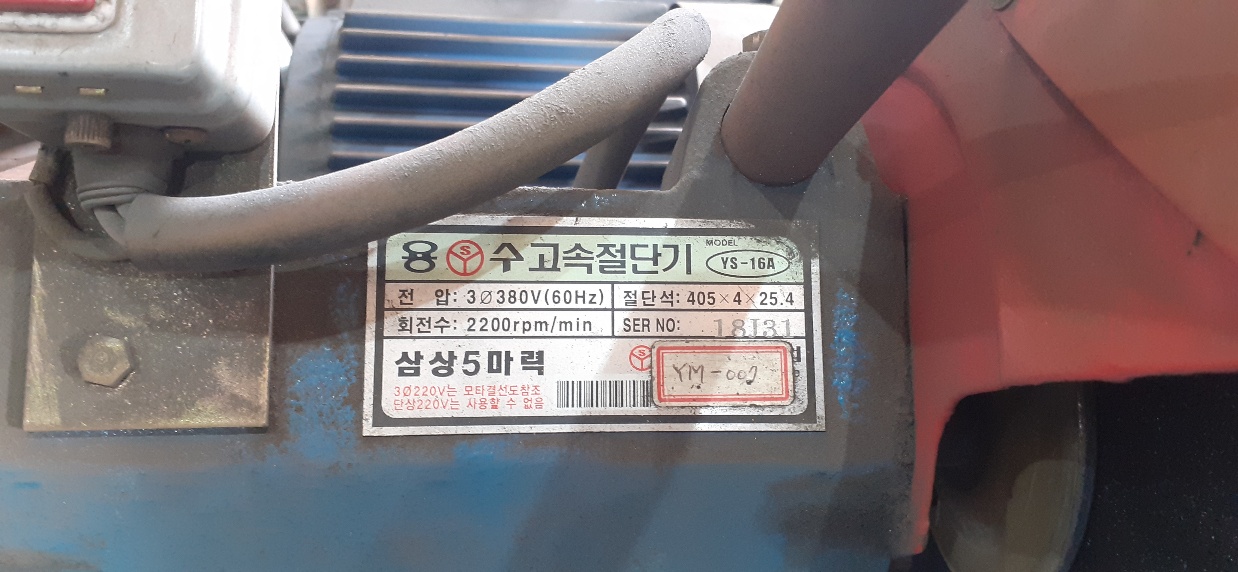 용 수 고속절단기 MODEL YS-16A
전 압: 3∅380V(60Hz) 절단석: 405×4×25.4
회전수: 2200rpm/min SER NO: 18J31
삼상5마력
3∅220V는 모타결선도참조
단상220V는 사용할 수 없음
YM-002